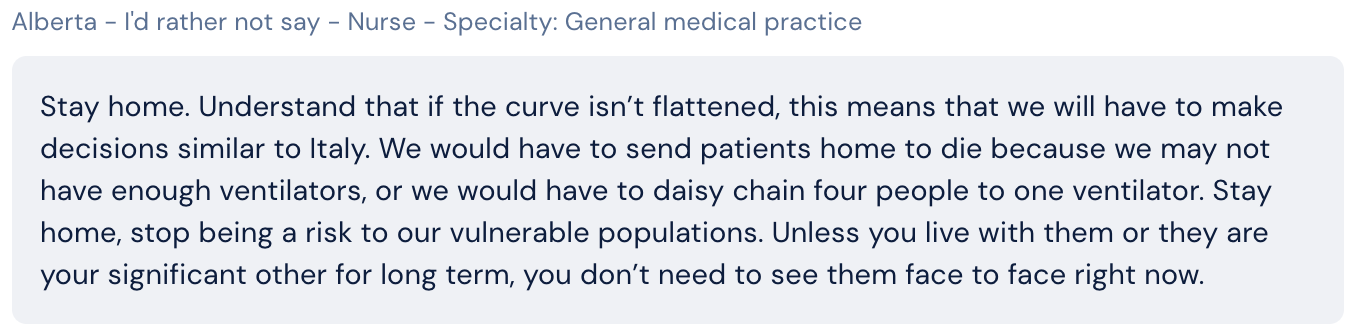 Alberta - I'd rather not say - Nurse - Specialty: General medical practice
Stay home. Understand that if the curve isn’t flattened, this means that we will have to make
decisions similar to Italy. We would have to send patients home to die because we may not
have enough ventilators, or we would have to daisy chain four people to one ventilator. Stay
home, stop being a risk to our vulnerable populations. Unless you live with them or they are
your significant other for long term, you don’t need to see them face to face right now.